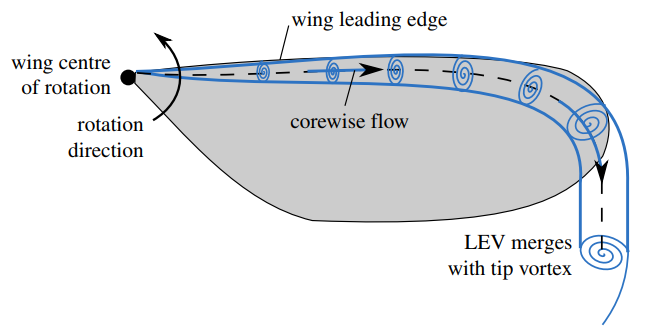 wing leading edge
wing centre
of rotation
rotation
direction
corewise flow
LEV merges
with tip vortex